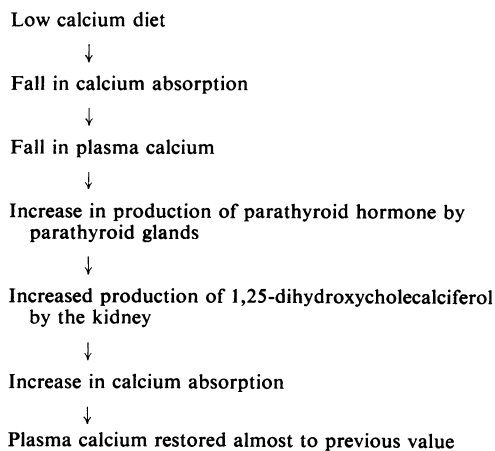 Low calcium diet
↓
Fall in calcium absorption
↓
Fall in plasma calcium
↓
Increase in production of parathyroid hormone by
parathyroid glands
↓
Increased production of 1,25-dihydroxycholecalciferol
by the kidney
↓
Increase in calcium absorption
↓
Plasma calcium restored almost to previous value